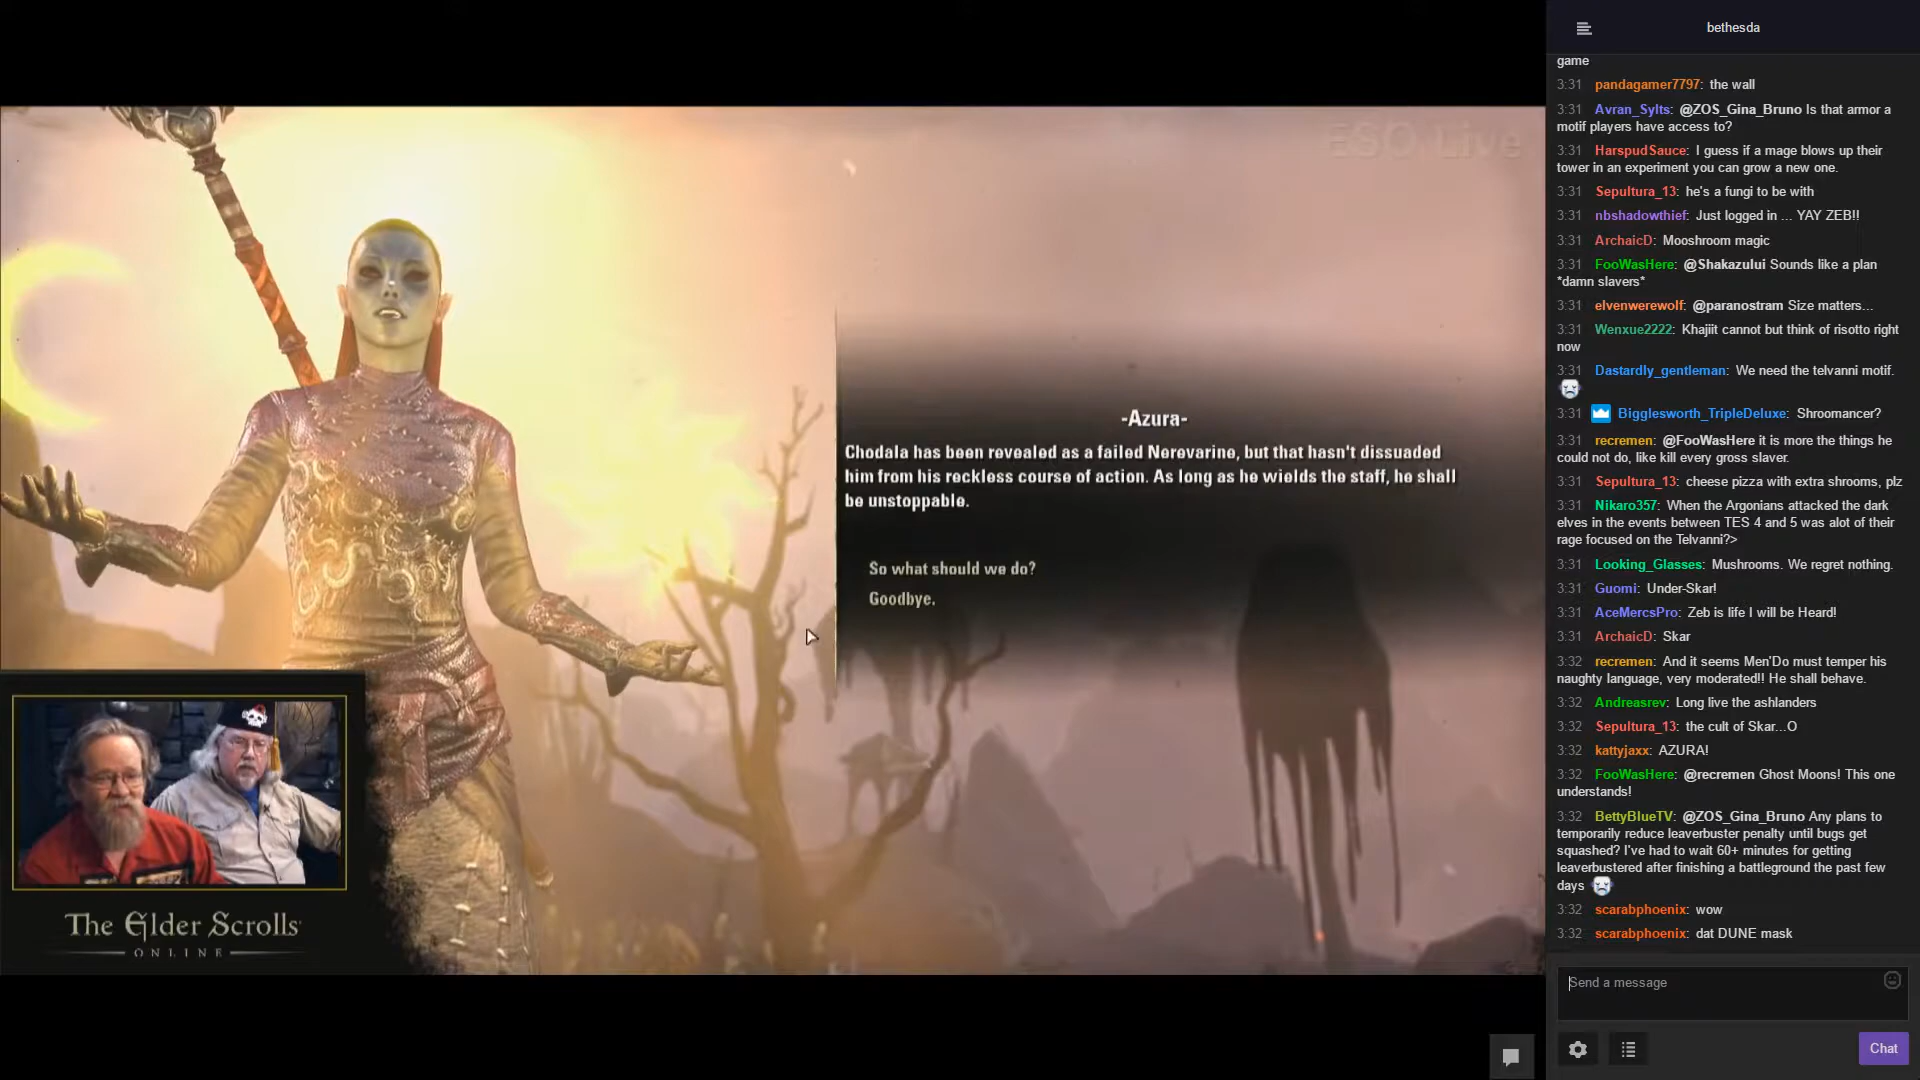 ESO Live
-Azura-
Chodala has been revealed as a failed Nerevarine, but that hasn't dissuaded
him from his reckless course of action. As long as he wields the staff, he shall
be unstoppable.
So what should we do?
Goodbye.
The Elder Scrolls
ONLINE
bethesda
game
3:31 pandagamer7797: the wall
3:31 Avran_Sylts: @ZOS_Gina_Bruno Is that armor a
motif players have access to?
3:31 HarspudSauce: I guess if a mage blows up their
tower in an experiment you can grow a new one.
3:31 Sepultura_13: he's a fungi to be with
3:31 nbshadowthief: Just logged in ... YAY ZEB!!
3:31 ArchaicD: Mooshroom magic
3:31 FooWasHere: @Shakazului Sounds like a plan
*damn slavers*
3:31 elvenwerewolf: @paranostram Size matters...
3:31 Wenxue2222: Khajiit cannot but think of risotto right
now
3:31 Dastardly_gentleman: We need the telvanni motif.
3:31 Bigglesworth_TripleDeluxe: Shroomancer?
3:31 recremen: @FooWasHere it is more the things he
could not do, like kill every gross slaver.
3:31 Sepultura_13: cheese pizza with extra shrooms, plz
3:31 Nikaro357: When the Argonians attacked the dark
elves in the events between TES 4 and 5 was alot of their
rage focused on the Telvanni?>
3:31 Looking_Glasses: Mushrooms. We regret nothing.
3:31 Guomi: Under-Skar!
3:31 AceMercsPro: Zeb is life I will be Heard!
3:31 ArchaicD: Skar
3:32 recremen: And it seems Men'Do must temper his
naughty language, very moderated!! He shall behave.
3:32 Andreasrev: Long live the ashlanders
3:32 Sepultura_13: the cult of Skar...O
3:32 kattyjaxx: AZURA!
3:32 FooWasHere: @recremen Ghost Moons! This one
understands!
3:32 BettyBlueTV: @ZOS_Gina_Bruno Any plans to
temporarily reduce leaverbuster penalty until bugs get
squashed? I've had to wait 60+ minutes for getting
leaverbustered after finishing a battleground the past few
days
3:32 scarabphoenix: wow
3:32 scarabphoenix: dat DUNE mask
Send a message
Chat